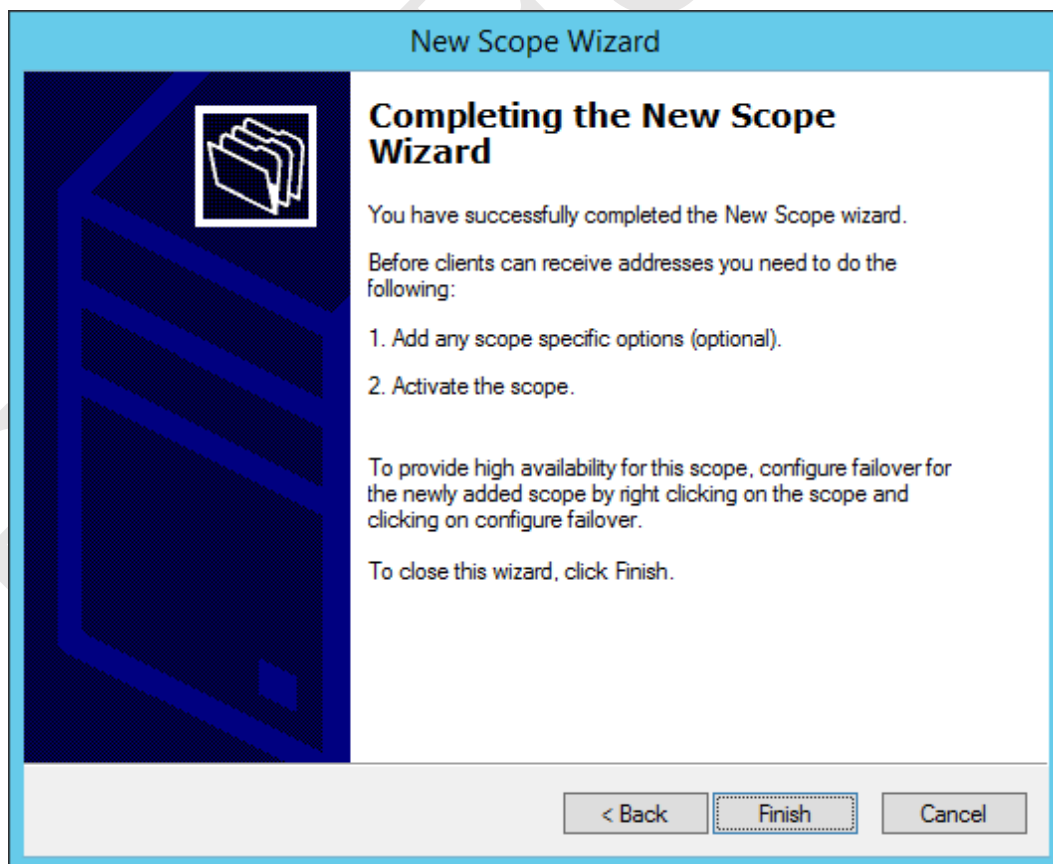 New Scope Wizard
Completing the New Scope
Wizard
You have successfully completed the New Scope wizard.
Before clients can receive addresses you need to do the
following:
1. Add any scope specific options (optional).
2. Activate the scope.
To provide high availability for this scope, configure failover for
the newly added scope by right clicking on the scope and
clicking on configure failover.
To close this wizard, click Finish.
< Back
Finish
Cancel